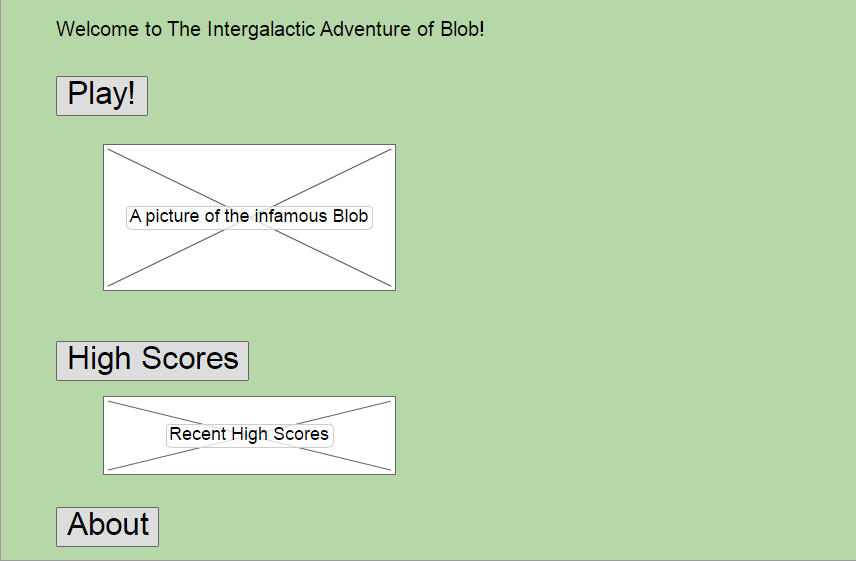 Welcome to The Intergalactic Adventure of Blob!
Play!
A picture of the infamous Blob
High Scores
Recent High Scores
About